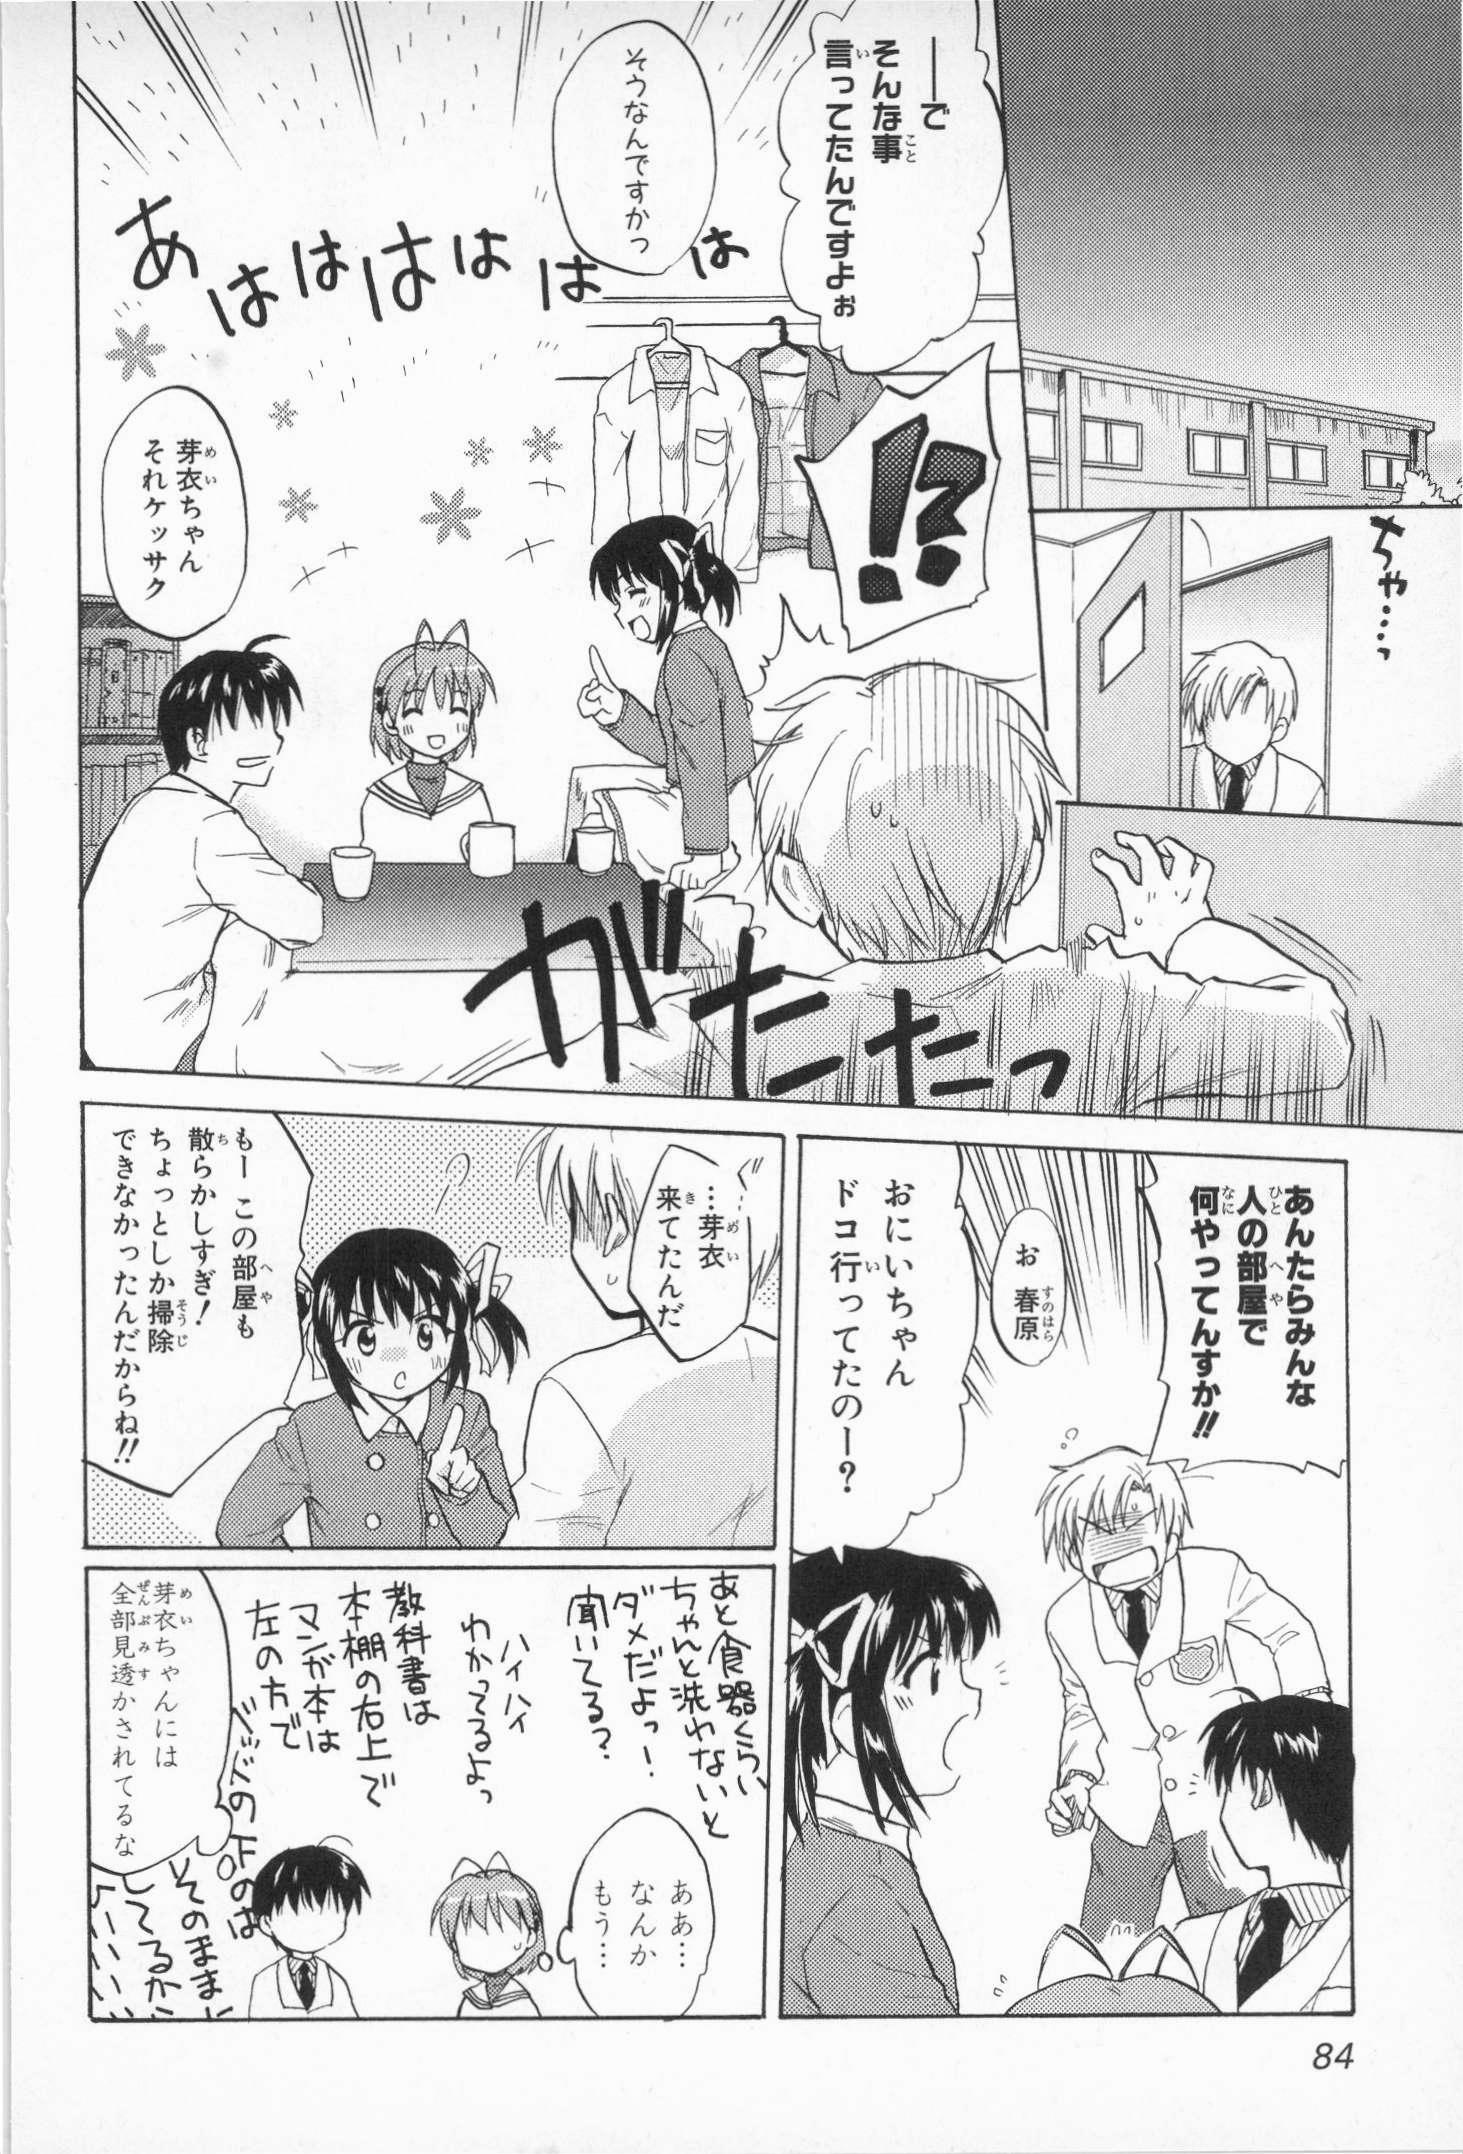 ――で
そんな事
言ってたんですよぉ
ちゃ…っ
!?
そうなんですかっ
あははははは
芽衣ちゃん
それケッサク
ガタタッ
あんたらみんな
人の部屋で
何やってんすか!!
お 春原
おにいちゃん
ドコ行ってたのー?
…芽衣
来てたんだ
もー この部屋も
散らかしすぎ!
ちょっとしか掃除
できなかったんだからね!!
あと食器くらい
ちゃんと洗わないと
ダメだよっ!
聞いてる?
ハイハイ
わかってるよっ
教科書は
本棚の右上で
マンガ本は
左の方で
ベッドの下のは
そのままに
してるから
ああ…
なんか
もう…
芽衣ちゃんには
全部見透かされてるな
84